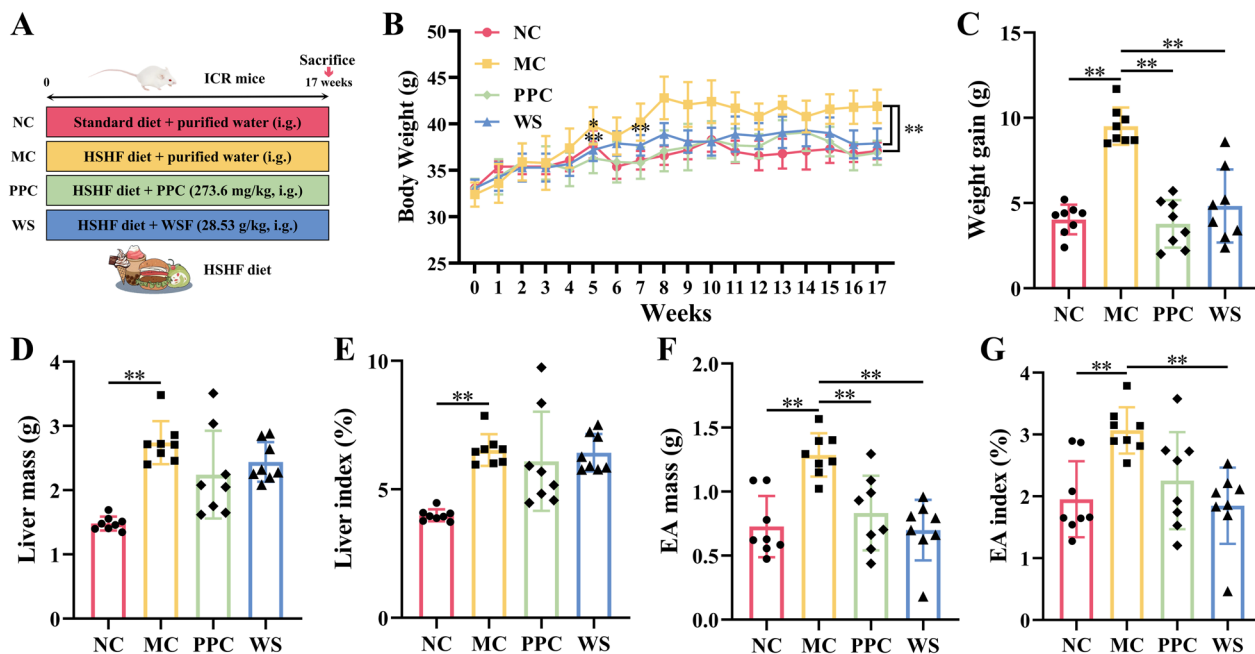 A
0
ICR mice
Sacrifice
17 weeks
NC
Standard diet + purified water (i.g.)
MC
HSHF diet + purified water (i.g.)
PPC
HSHF diet + PPC (273.6 mg/kg, i.g.)
WS
HSHF diet + WSF (28.53 g/kg, i.g.)
HSHF diet
B
Body Weight (g)
50
45
40
35
30
25
NC
MC
PPC
WS
*
**
**
**
0 1 2 3 4 5 6 7 8 9 10 11 12 13 14 15 16 17
Weeks
C
Weight gain (g)
15
10
5
0
**
** **
NC MC PPC WS
D
Liver mass (g)
4
3
2
1
0
**
NC MC PPC WS
E
Liver index (%)
10
5
0
**
NC MC PPC WS
F
EA mass (g)
2.0
1.5
1.0
0.5
0.0
**
** **
NC MC PPC WS
G
EA index (%)
4
3
2
1
0
** **
NC MC PPC WS